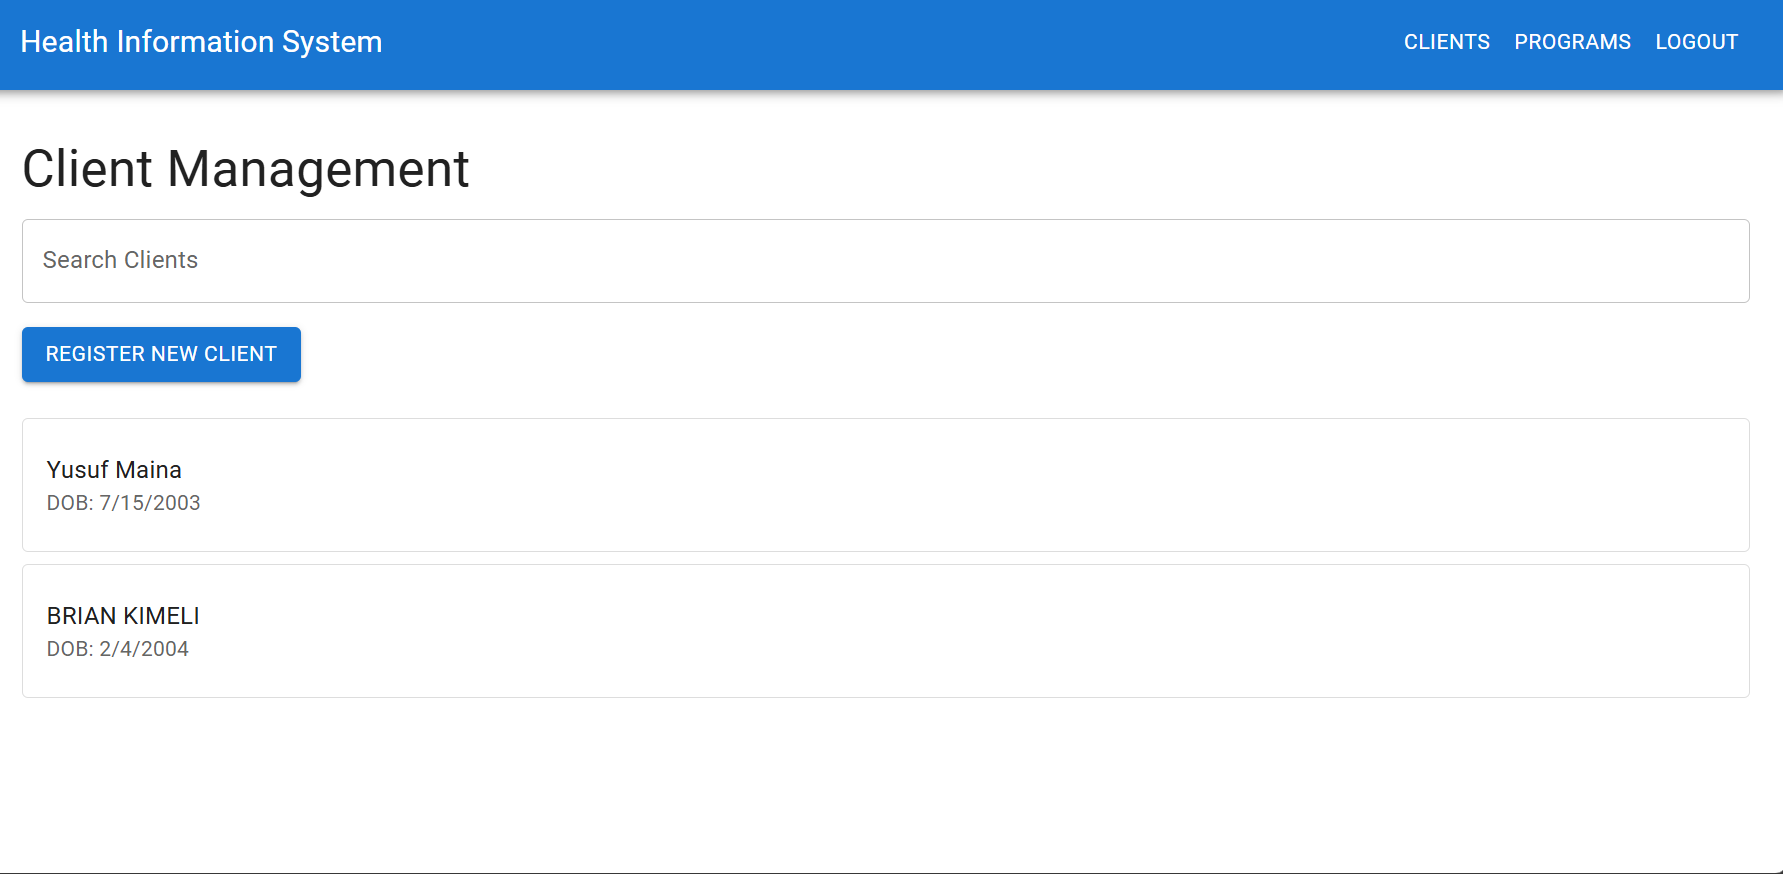 Health Information System
CLIENTS PROGRAMS LOGOUT
Client Management
Search Clients
REGISTER NEW CLIENT
Yusuf Maina
DOB: 7/15/2003
BRIAN KIMELI
DOB: 2/4/2004